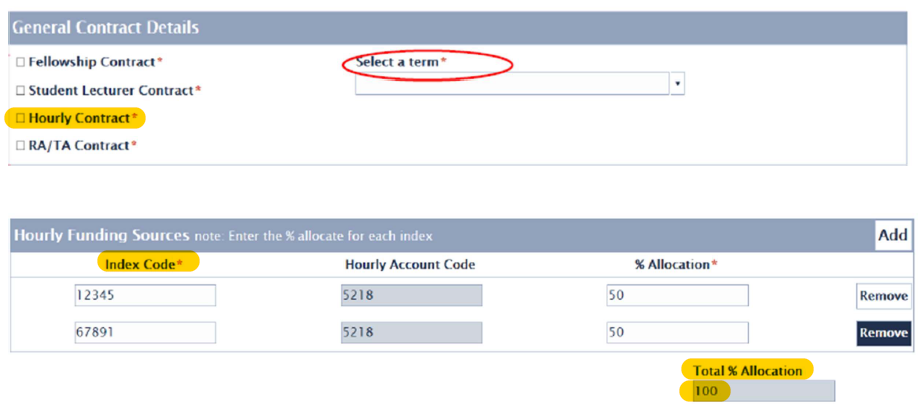 General Contract Details
Fellowship Contract* Select a term*
Student Lecturer Contract*
Hourly Contract*
RA/TA Contract*
Hourly Funding Sources note: Enter the % allocate for each index Add
Index Code* Hourly Account Code % Allocation*
12345 5218 50 Remove
67891 5218 50 Remove
Total % Allocation
100